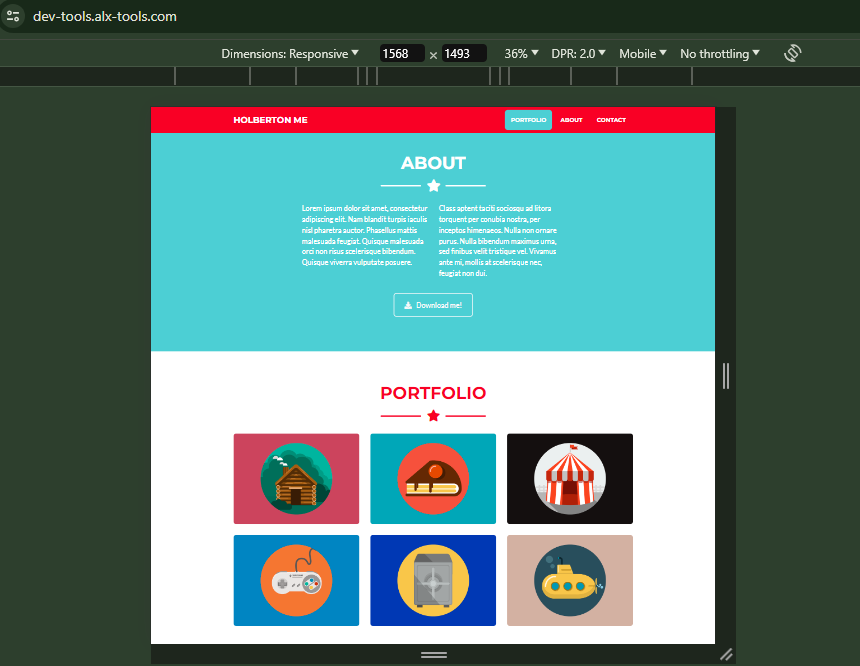 dev-tools.alx-tools.com
Dimensions: Responsive 1568 × 1493 36% DPR: 2.0 Mobile No throttling
HOLBERTON ME PORTFOLIO ABOUT CONTACT
ABOUT
Lorem ipsum dolor sit amet, consectetur
adipiscing elit. Nam blandit turpis iaculis
nisl pharetra auctor. Phasellus mattis
malesuada feugiat. Quisque malesuada
orci non risus scelerisque bibendum.
Quisque viverra vulputate posuere.
Class aptent taciti sociosqu ad litora
torquent per conubia nostra, per
inceptos himenaeos. Nulla non ornare
purus. Nulla bibendum maximus urna,
sed finibus velit tristique vel. Vivamus
ante mi, mollis at scelerisque nec,
feugiat non dui.
Download me!
PORTFOLIO